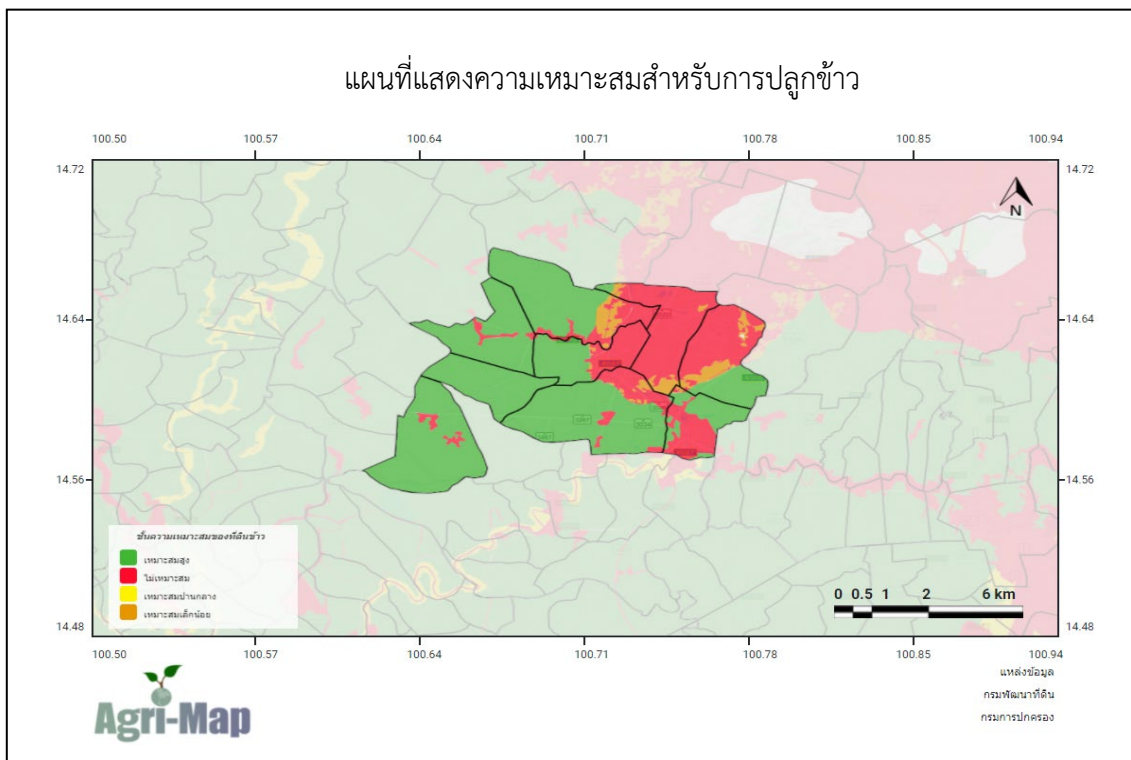 แผนที่แสดงความเหมาะสมสำหรับการปลูกข้าว
100.50 100.57 100.64 100.71 100.78 100.85 100.94
14.72 14.72
N
14.64 14.64
14.56 14.56
ชั้นความเหมาะสมของที่ดินข้าว
เหมาะสมสูง
ไม่เหมาะสม
เหมาะสมปานกลาง
เหมาะสมเล็กน้อย
0 0.5 1 2 6 km
14.48 14.48
100.50 100.57 100.64 100.71 100.78 100.85 100.94
แหล่งข้อมูล
กรมพัฒนาที่ดิน
กรมการปกครอง
Agri-Map